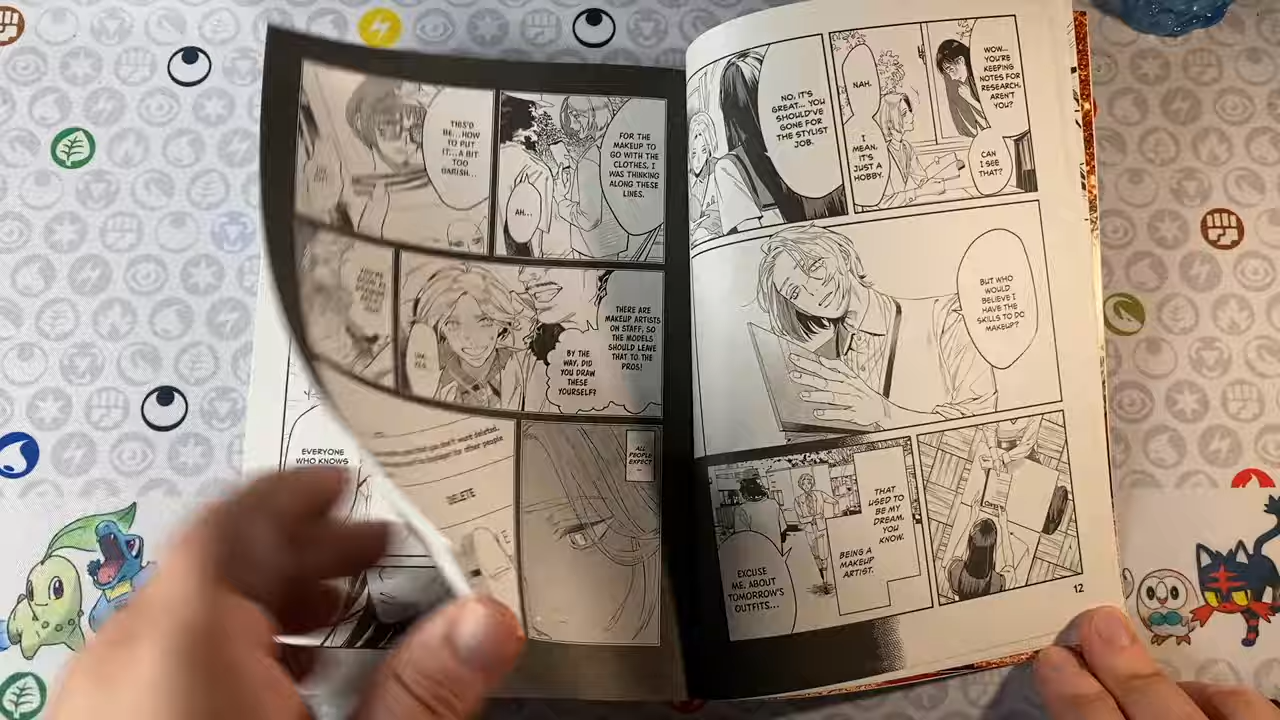 WOW...
YOU'RE
KEEPING
NOTES FOR
RESEARCH,
AREN'T
YOU?
CAN
I SEE
THAT?
NAH.
I
MEAN,
IT'S
JUST A
HOBBY.
NO, IT'S
GREAT... YOU
SHOULD'VE
GONE FOR
THE STYLIST
JOB.
BUT WHO
WOULD
BELIEVE I
HAVE THE
SKILLS TO DO
MAKEUP?
THAT
USED TO
BE MY
DREAM,
YOU
KNOW.
BEING A
MAKEUP
ARTIST.
EXCUSE
ME. ABOUT
TOMORROW'S
OUTFITS...
12
FOR THE
MAKEUP TO
GO WITH THE
CLOTHES, I
WAS THINKING
ALONG THESE
LINES.
AH...
THIS'D
BE...HOW
TO PUT
IT...A BIT
TOO
GARISH...
THERE ARE
MAKEUP ARTISTS
ON STAFF, SO
THE MODELS
SHOULD LEAVE
THAT TO THE
PROS!
BY THE
WAY, DID
YOU DRAW
THESE
YOURSELF?
UM,
YES.
ALL
PEOPLE
EXPECT
DELETE
EVERYONE
WHO KNOWS